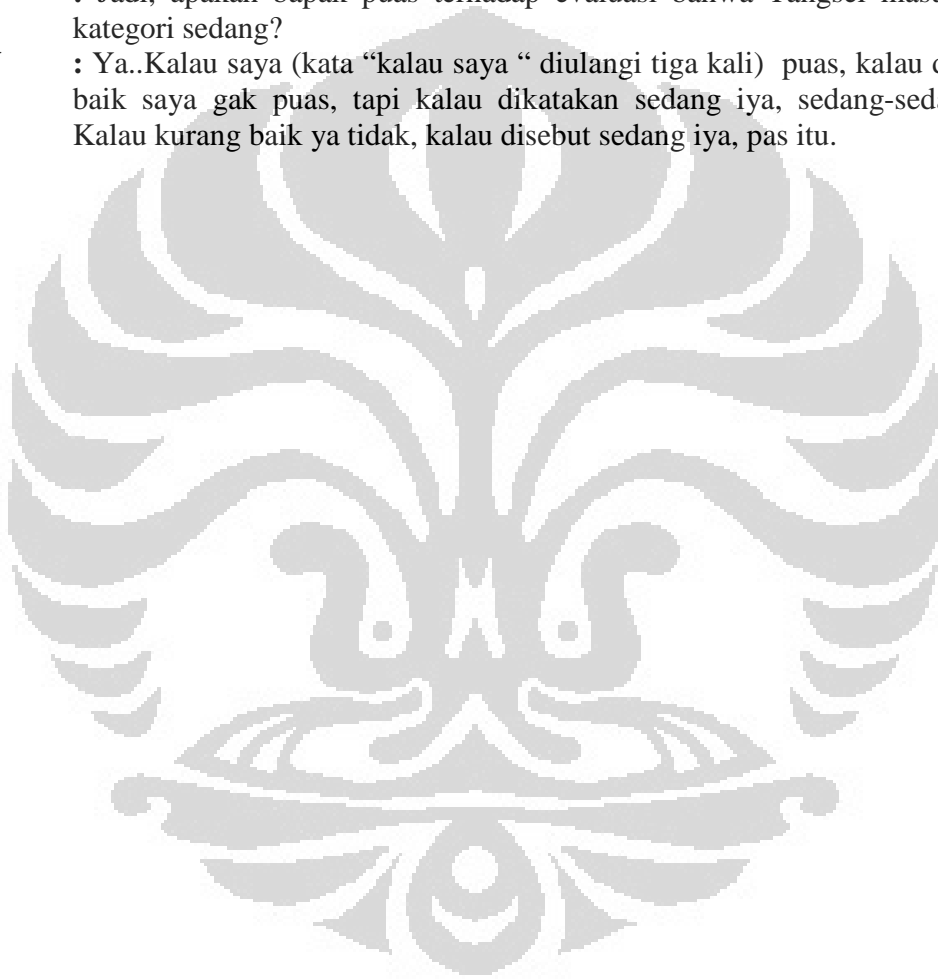 : Jadi, apakah bapak puas terhadap evaluasi bahwa Tangsel
kategori sedang?
: Ya..Kalau saya (kata “kalau saya “ diulangi tiga kali) puas, kalau
baik saya gak puas, tapi kalau dikatakan sedang iya,
Kalau kurang baik ya tidak, kalau disebut sedang iya, pas itu.